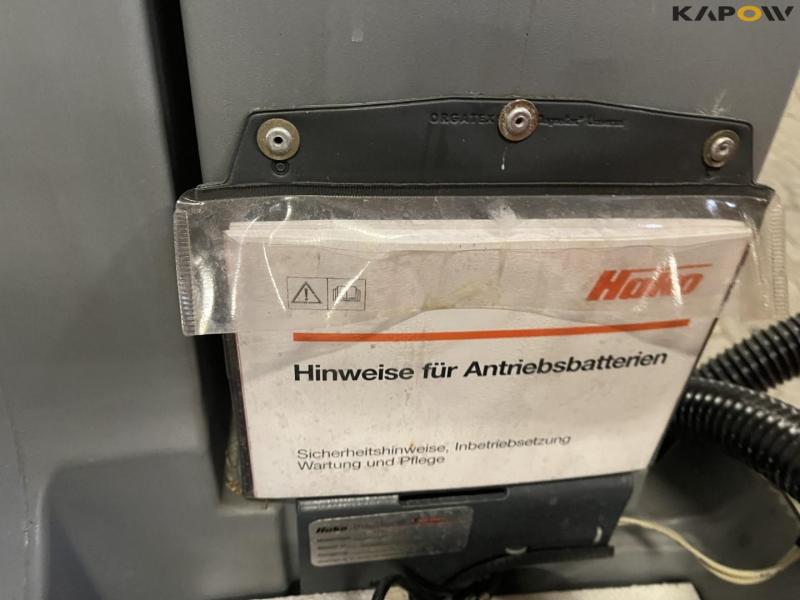 KAPOW
ORGATEX
Hako
Hinweise für Antriebsbatterien
Sicherheitshinweise, Inbetriebsetzung
Wartung und Pflege
Hako